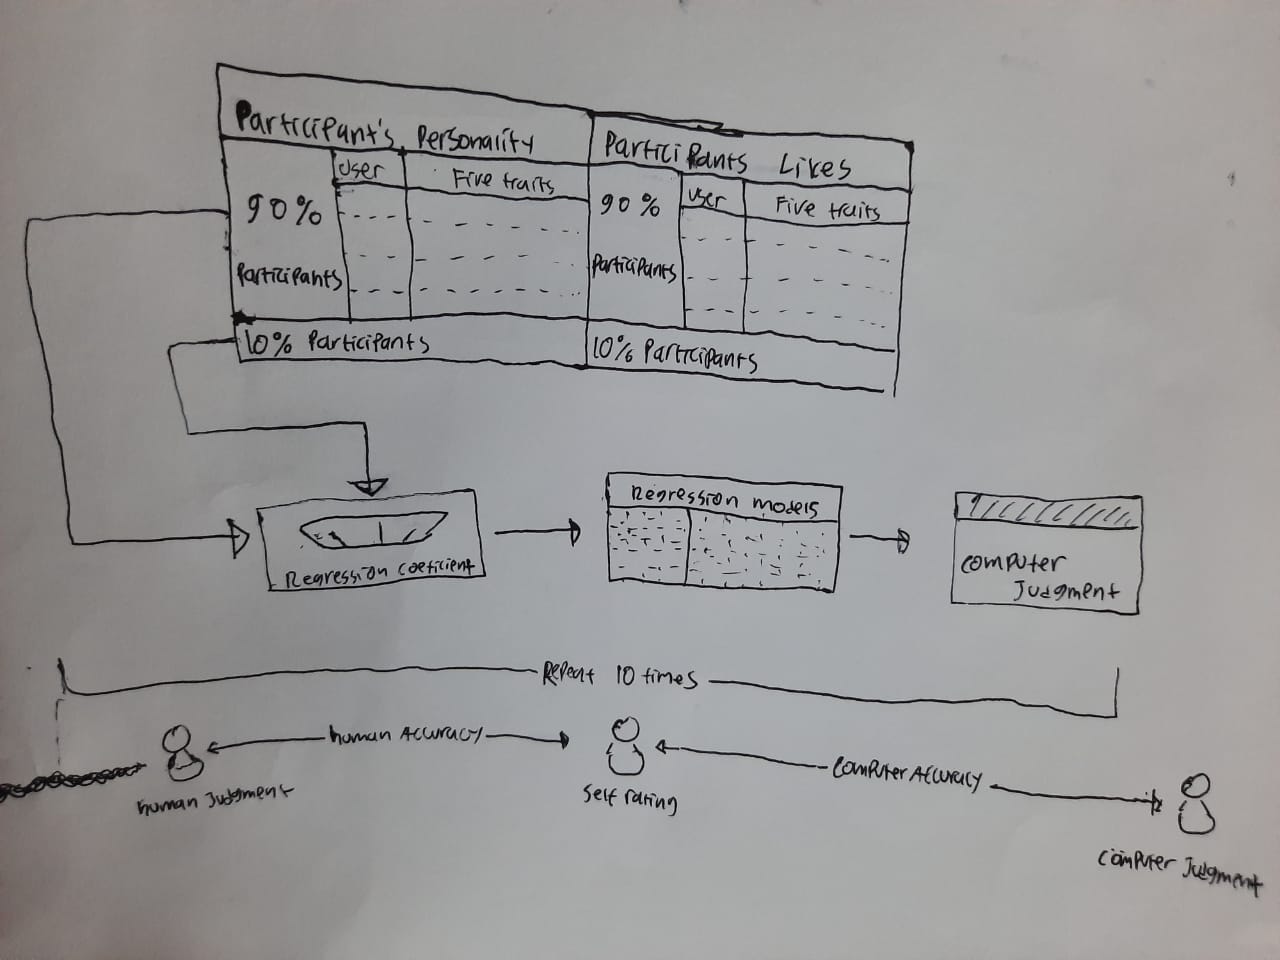 Participant's Personality
Participants Likes
User
Five traits
User
Five traits
90%
Participants
90%
Participants
10% Participants
10% Participants
Regression coeficient
Regression models
computer
Judgment
Repeat 10 times
human Accuracy
human Judgment
self rating
computer Accuracy
computer Judgment